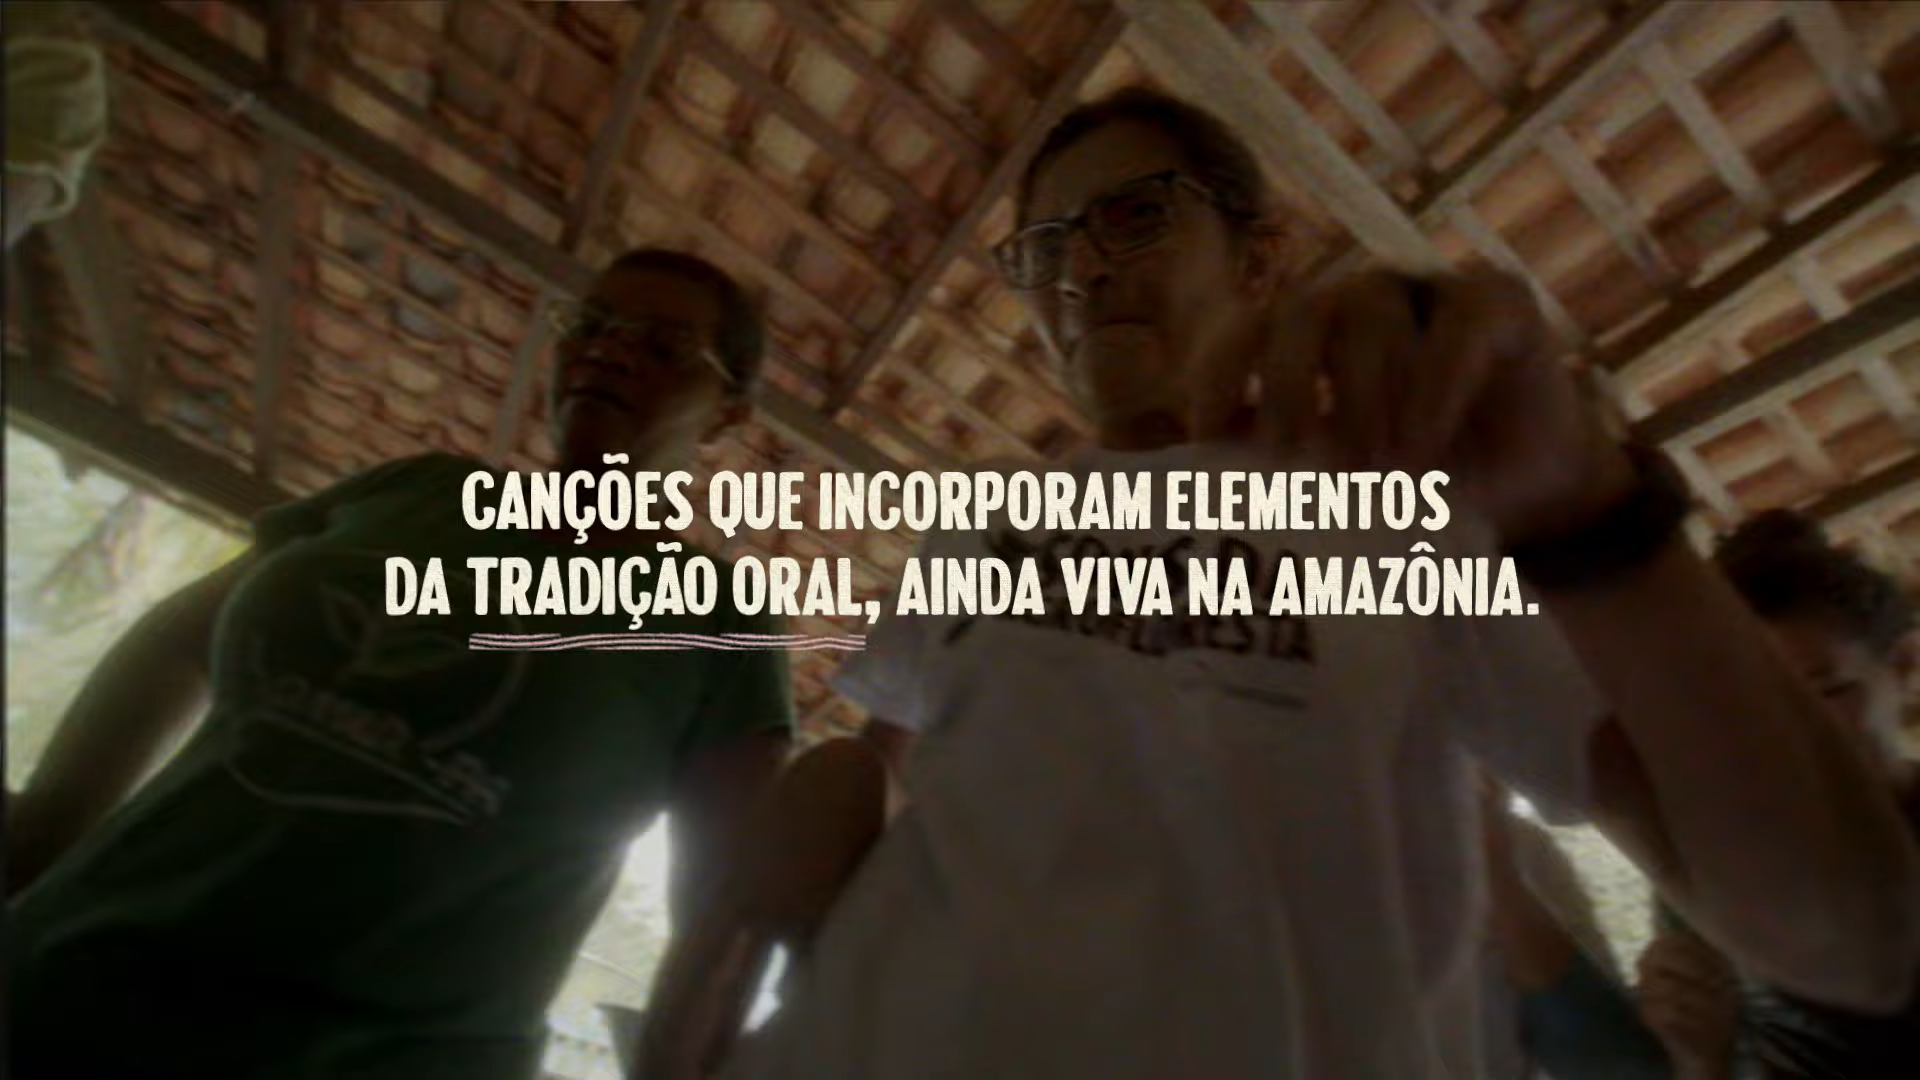 CANÇÕES QUE INCORPORAM ELEMENTOS
DA TRADIÇÃO ORAL, AINDA VIVA NA AMAZÔNIA.